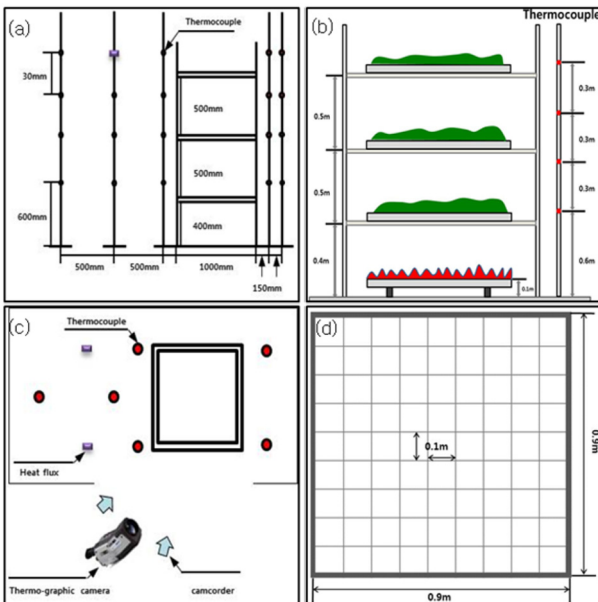 (a)
Thermocouple
30mm
500mm
500mm
600mm
400mm
500mm
500mm
1000mm
150mm
(b)
Thermocouple
0.3m
0.5m
0.3m
0.5m
0.3m
0.4m
0.6m
0.1m
(c)
Thermocouple
Heat flux
Thermo-graphic camera
camcorder
(d)
0.1m
0.9m
0.9m